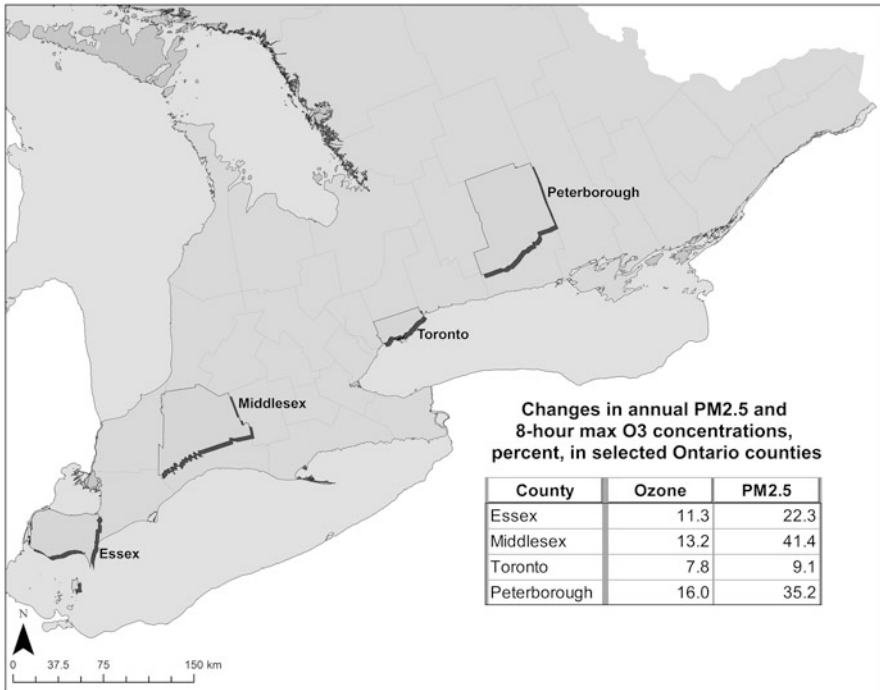 Peterborough
Toronto
Middlesex
Essex
Changes in annual PM2.5 and
8-hour max O3 concentrations,
percent, in selected Ontario counties
County Ozone PM2.5
Essex 11.3 22.3
Middlesex 13.2 41.4
Toronto 7.8 9.1
Peterborough 16.0 35.2
N
0 37.5 75 150 km